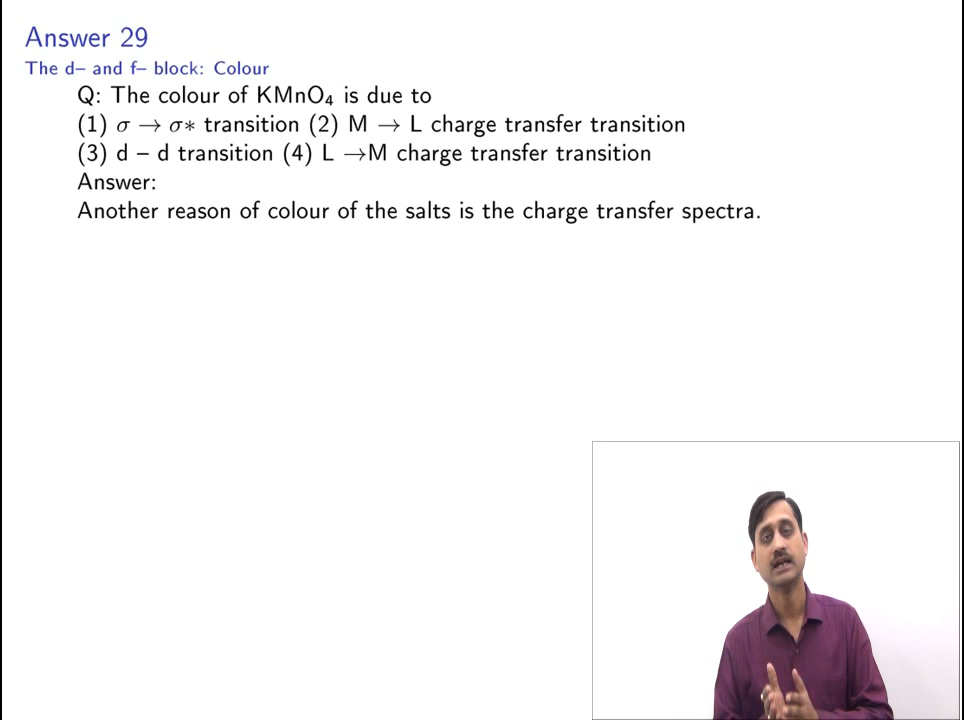 Answer 29
The d– and f– block: Colour
Q: The colour of KMnO₄ is due to
(1) σ → σ∗ transition (2) M → L charge transfer transition
(3) d – d transition (4) L →M charge transfer transition
Answer:
Another reason of colour of the salts is the charge transfer spectra.